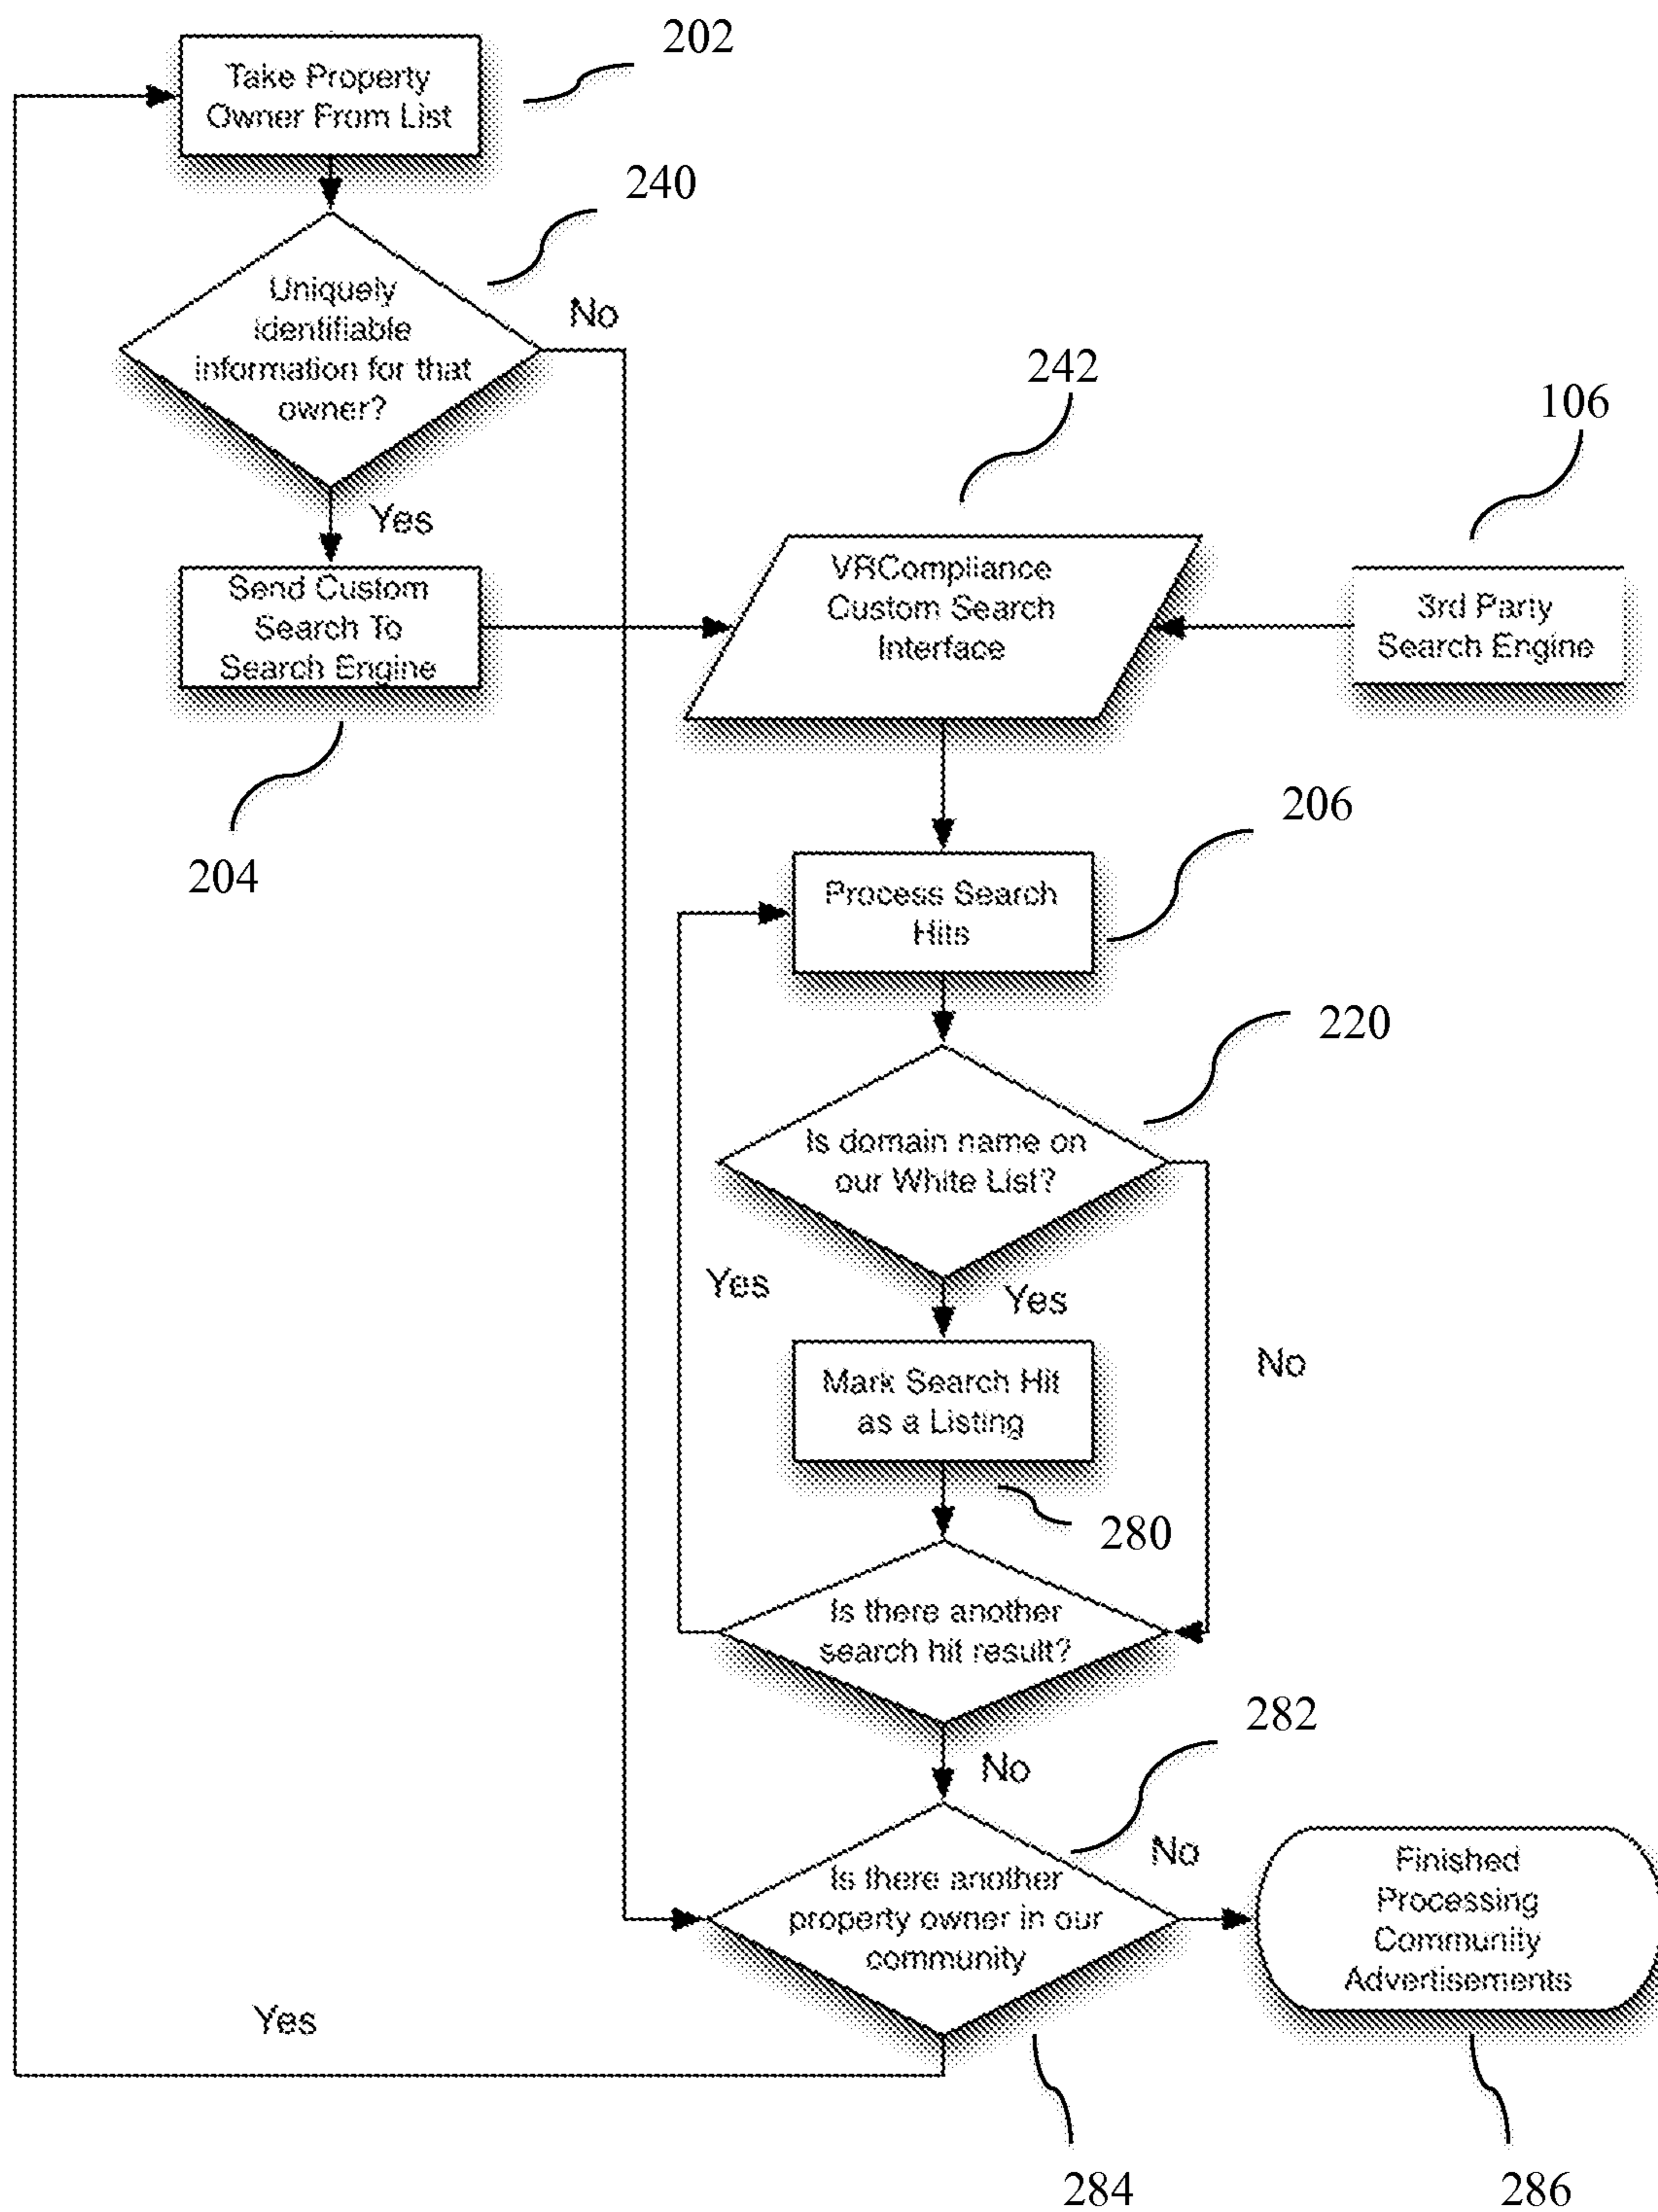 202
Take Property
Owner From List
240
Uniquely
identifiable
information for that
owner?
No
Yes
242
106
Send Custom
Search To
Search Engine
204
VRCompliance
Custom Search
Interface
3rd Party
Search Engine
206
Process Search
Hits
220
Is domain name on
our White List?
Yes
Yes
No
Mark Search Hit
as a Listing
280
Is there another
search hit result?
282
No
No
Is there another
property owner in our
community
Finished
Processing
Community
Advertisements
Yes
284
286